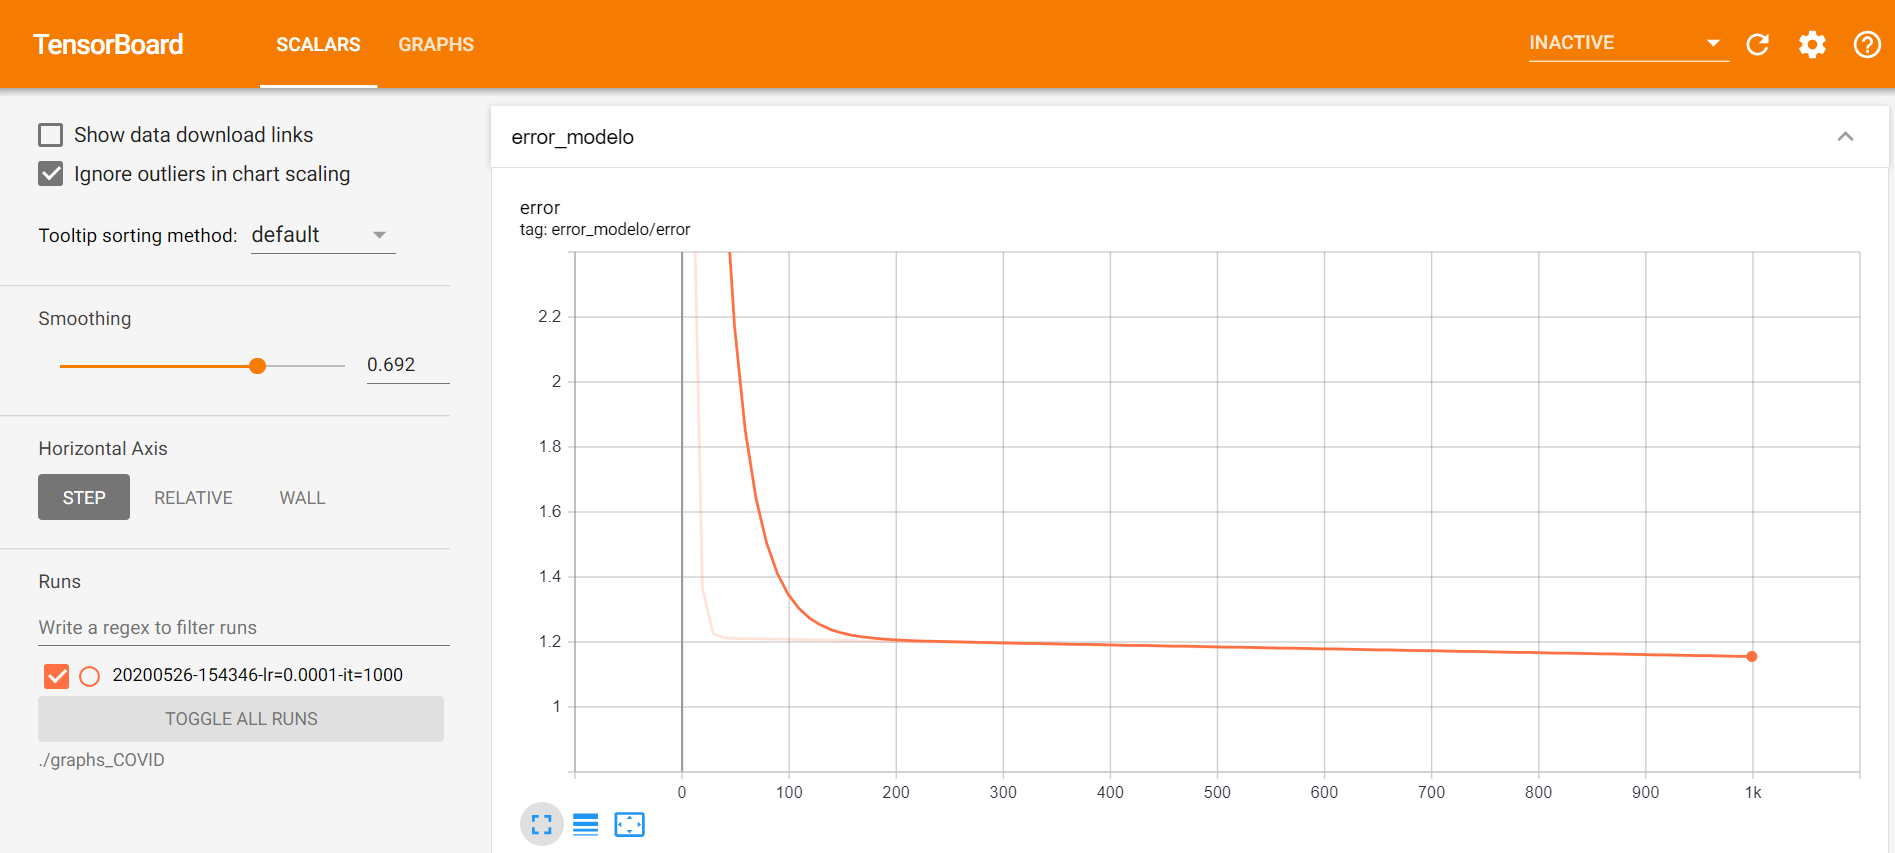 TensorBoard
SCALARS
GRAPHS
INACTIVE
Show data download links
Ignore outliers in chart scaling
Tooltip sorting method: default
Smoothing
0.692
Horizontal Axis
STEP
RELATIVE
WALL
Runs
Write a regex to filter runs
20200526-154346-lr=0.0001-it=1000
TOGGLE ALL RUNS
./graphs_COVID
error_modelo
error
tag: error_modelo/error
2.2
2
1.8
1.6
1.4
1.2
1
0 100 200 300 400 500 600 700 800 900 1k